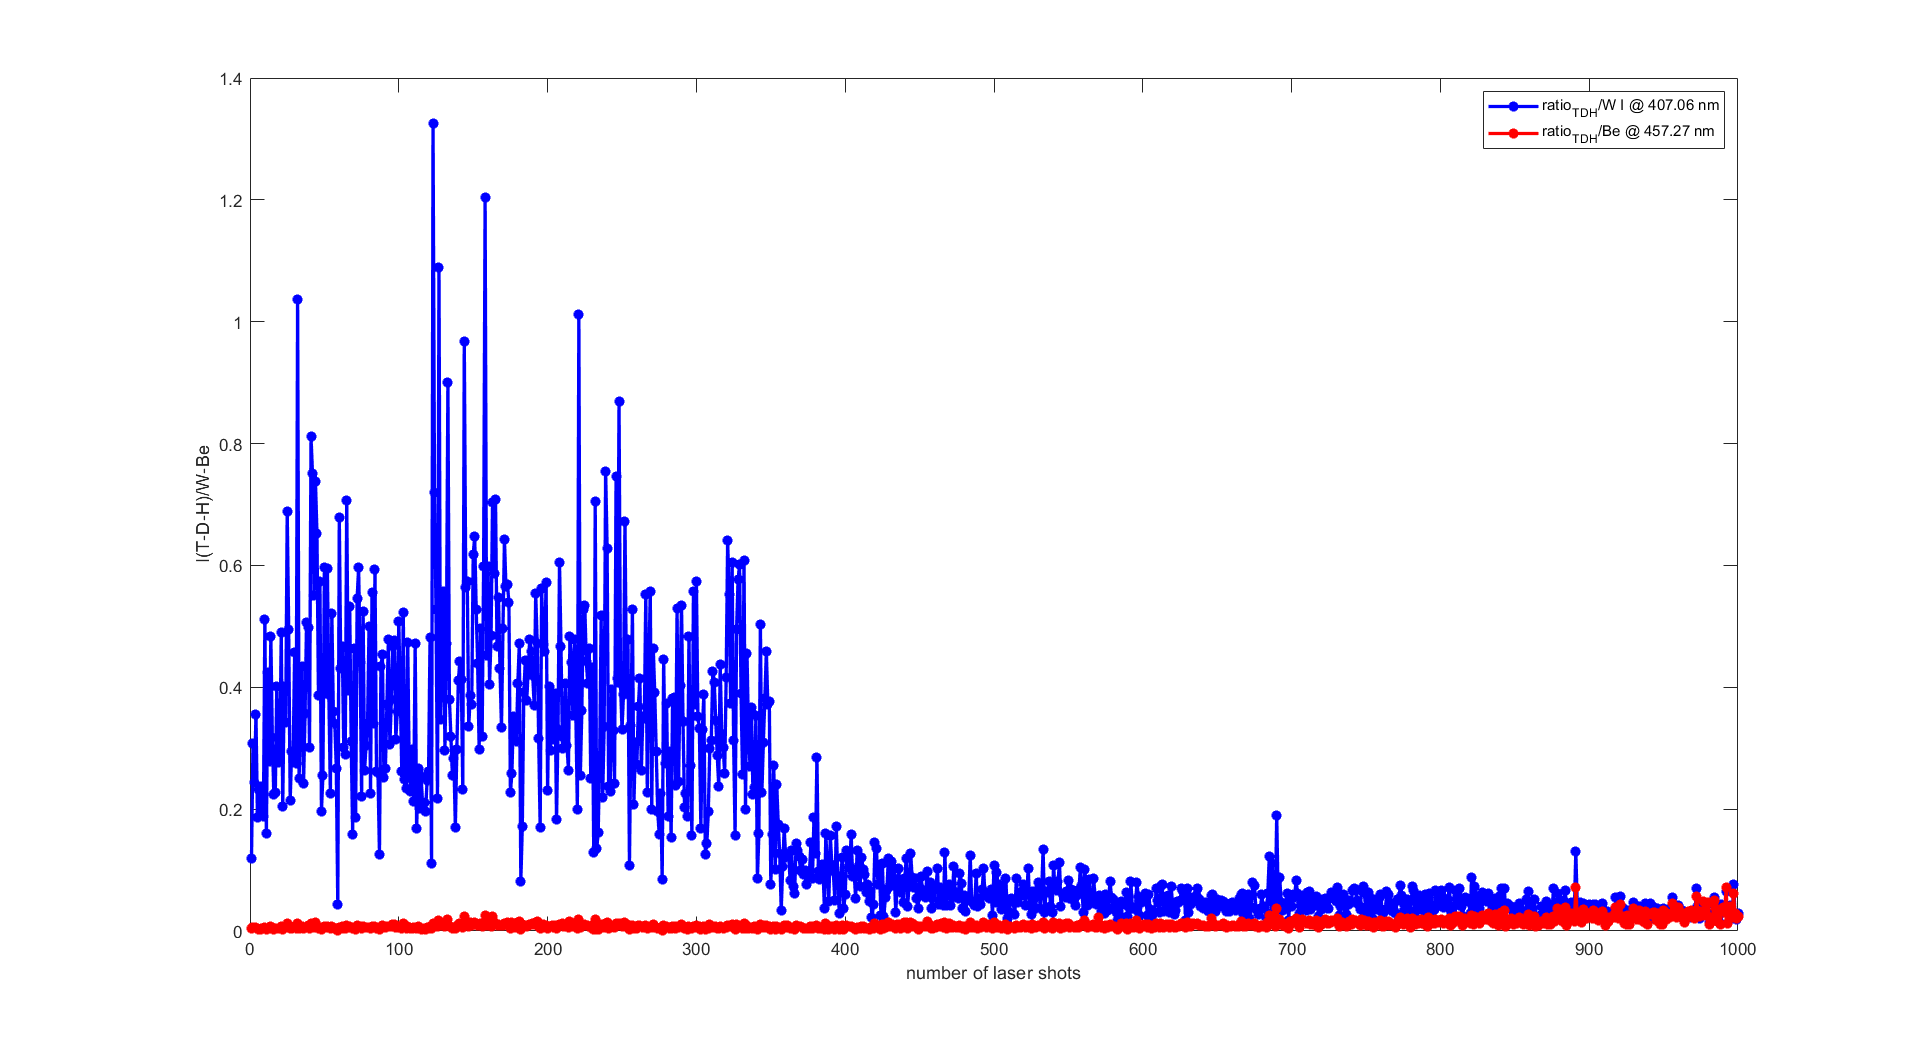 1.4
1.2
1
0.8
0.6
0.4
0.2
0
I(T-D-H)/W-Be
ratioTDH/W I @ 407.06 nm
ratioTDH/Be @ 457.27 nm
0 100 200 300 400 500 600 700 800 900 1000
number of laser shots